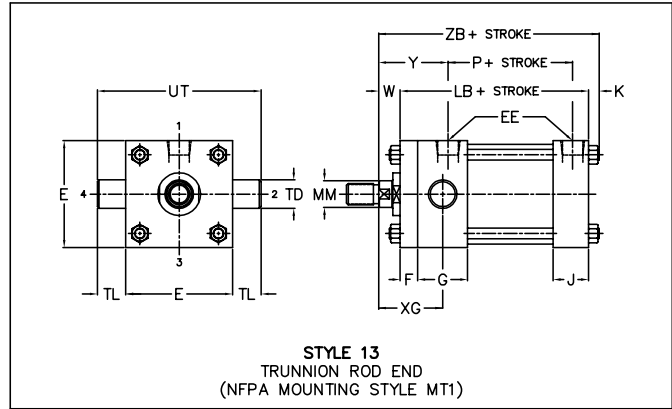 ZB+ STROKE
Y
P+ STROKE
UT
W
LB+ STROKE
K
1
EE
E
4
2
TD
MM
3
F
G
J
TL
E
TL
XG
STYLE 13
TRUNNION ROD END
(NFPA MOUNTING STYLE MT1)